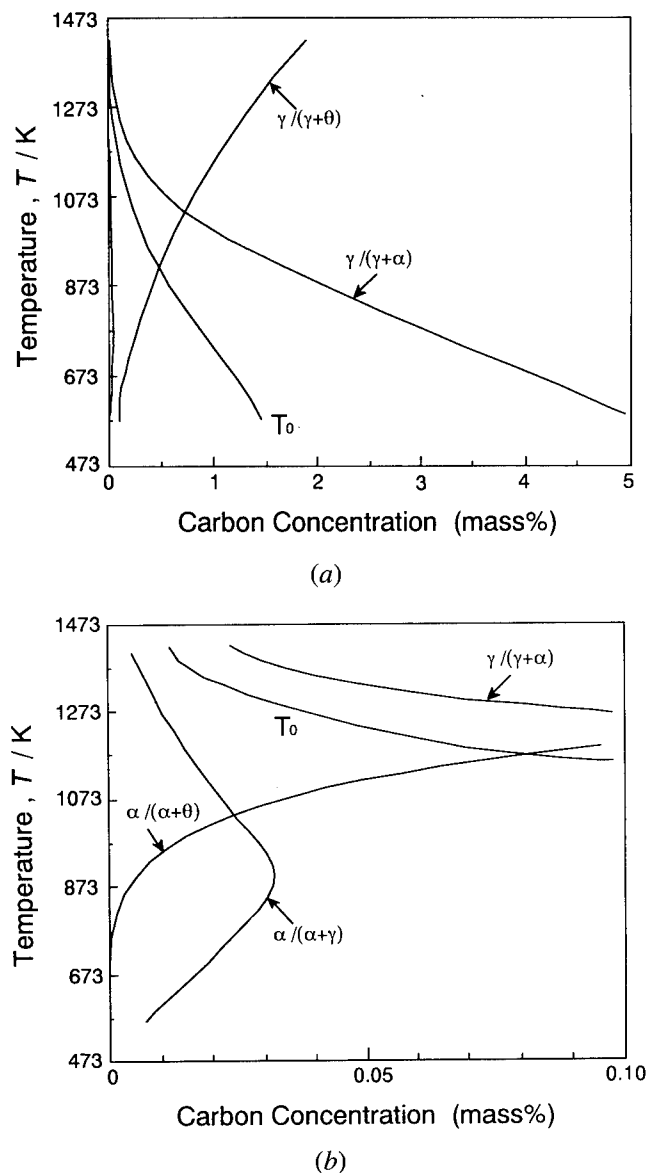 1473
1273
1073
873
673
473
Temperature , T / K
γ/(γ+θ)
γ/(γ+α)
T₀
0
1
2
3
4
5
Carbon Concentration (mass%)
(a)
1473
1273
1073
873
673
473
Temperature , T / K
γ/(γ+α)
T₀
α/(α+θ)
α/(α+γ)
0
0.05
0.10
Carbon Concentration (mass%)
(b)